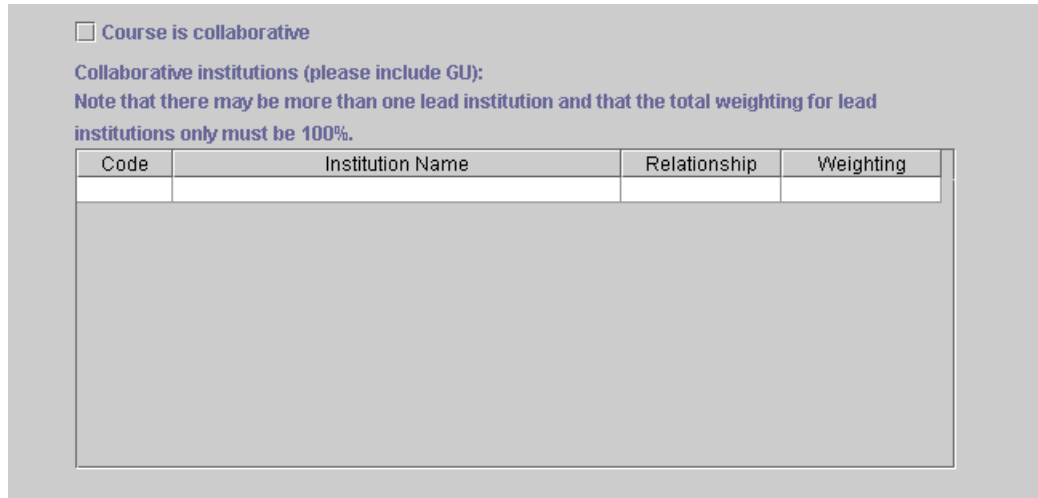 Course is collaborative
Collaborative institutions (please include GU):
Note that there may be more than one lead institution and that the total weighting for lead
institutions only must be 100%.
Code Institution Name Relationship Weighting